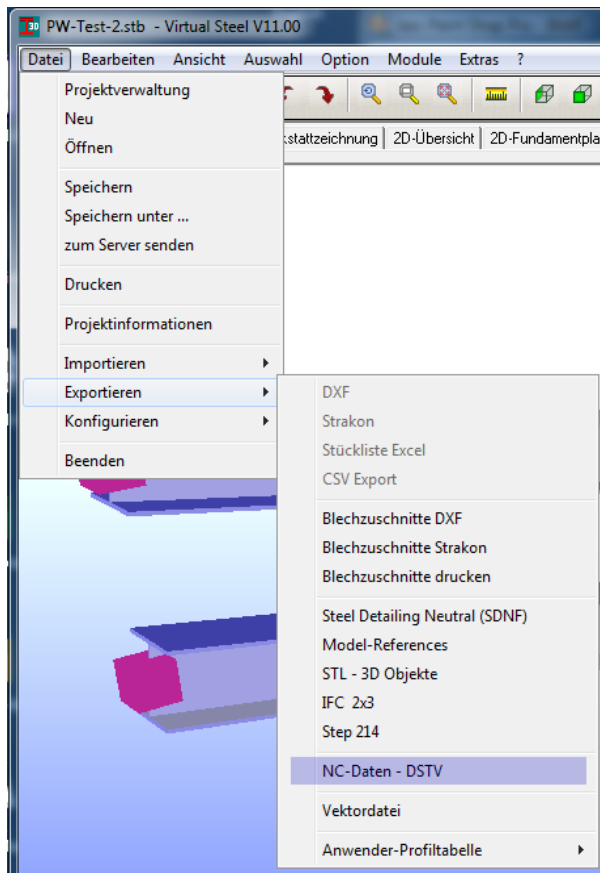 PW-Test-2.stb - Virtual Steel V11.00
Datei Bearbeiten Ansicht Auswahl Option Module Extras ?
Projektverwaltung
Neu
Öffnen
Speichern
Speichern unter ...
zum Server senden
Drucken
Projektinformationen
Importieren
Exportieren
Konfigurieren
Beenden
kstattzeichnung 2D-Übersicht 2D-Fundamentpla
DXF
Strakon
Stückliste Excel
CSV Export
Blechzuschnitte DXF
Blechzuschnitte Strakon
Blechzuschnitte drucken
Steel Detailing Neutral (SDNF)
Model-References
STL - 3D Objekte
IFC 2x3
Step 214
NC-Daten - DSTV
Vektordatei
Anwender-Profiltabelle